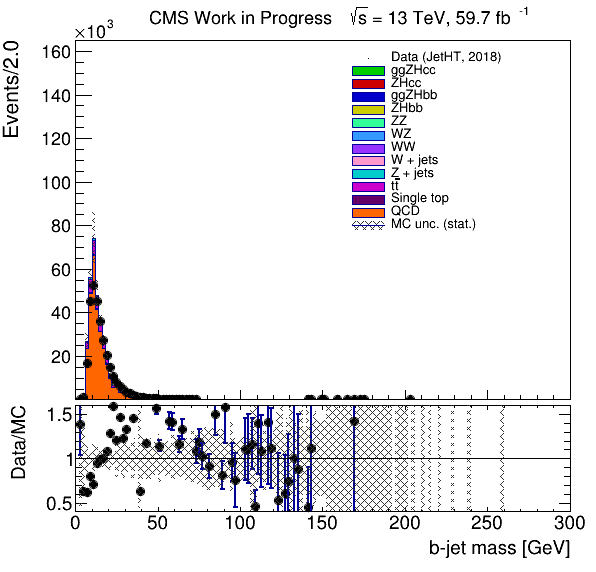 CMS Work in Progress √s = 13 TeV, 59.7 fb -1
×10³
Events/2.0
160
140
120
100
80
60
40
20
Data (JetHT, 2018)
ggZHcc
ZHcc
ggZHbb
ZHbb
ZZ
WZ
WW
W + jets
Z + jets
tt̄
Single top
QCD
MC unc. (stat.)
Data/MC
1.5
1
0.5
0 50 100 150 200 250 300
b-jet mass [GeV]